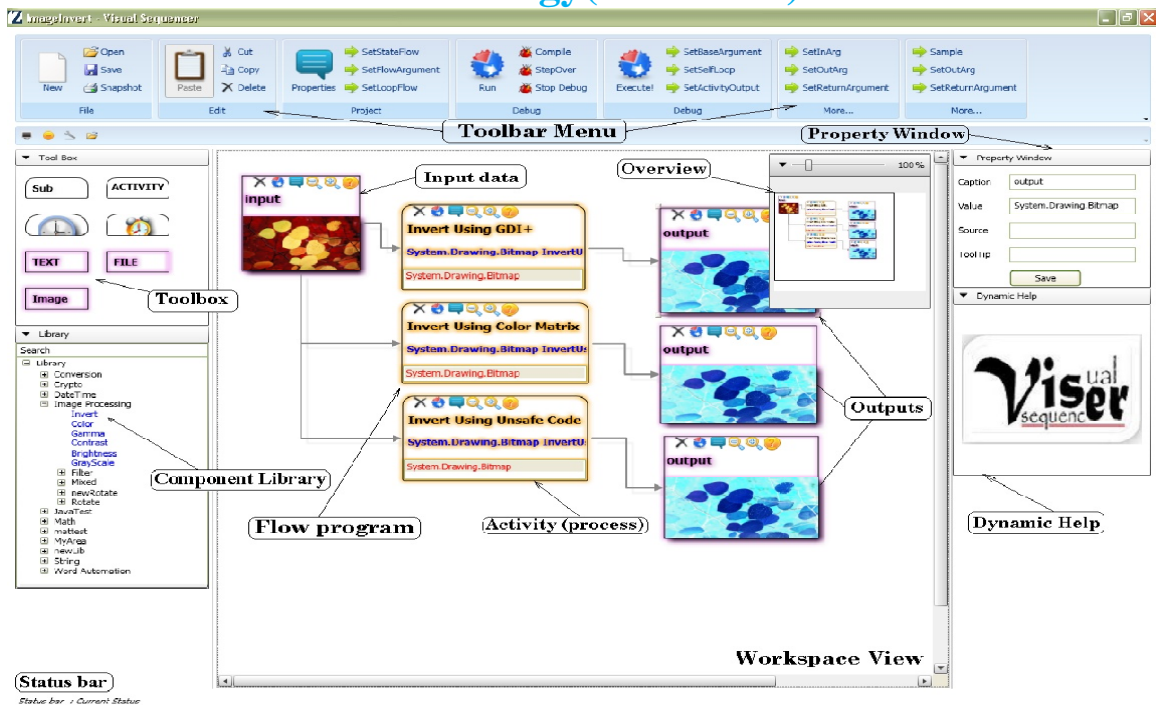 ImageInvert - Visual Sequencer
Open
Save
Snapshot
New
File
Cut
Copy
Delete
Paste
Edit
SetStateFlow
SetFlowArgument
SetLoopFlow
Properties
Project
Compile
StepOver
Stop Debug
Run
Debug
SetBaseArgument
SetSelfLoop
SetActivityOutput
Execute!
Debug
SetInArg
SetOutArg
SetReturnArgument
More...
Sample
SetOutArg
SetReturnArgument
More...
Toolbar Menu
Property Window
Tool Box
Sub
ACTIVITY
TEXT
FILE
Image
Toolbox
Library
Search
Library
Conversion
Crypto
DateTime
Image Processing
Invert
Color
Gamma
Contrast
Brightness
GrayScale
Filter
Mixed
newRotate
Rotate
JavaTest
Math
mattest
MyArea
newLib
String
Word Automation
Component Library
input
Input data
Invert Using GDI+
System.Drawing.Bitmap InvertU
System.Drawing.Bitmap
Invert Using Color Matrix
System.Drawing.Bitmap InvertU
System.Drawing.Bitmap
Invert Using Unsafe Code
System.Drawing.Bitmap InvertU
System.Drawing.Bitmap
Flow program
Activity (process)
Overview
100%
output
output
output
Outputs
Workspace View
Property Window
Caption output
Value System.Drawing.Bitmap
Source
ToolTip
Save
Dynamic Help
Visual
sequencer
Dynamic Help
Status bar
Status bar : Current Status